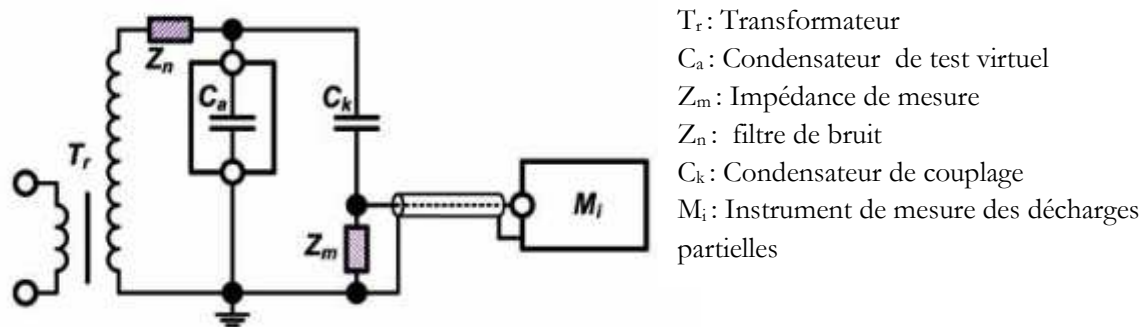 Zn
Ca
Ck
Tr
Zm
Mi
Tr : Transformateur
Ca : Condensateur de test virtuel
Zm : Impédance de mesure
Zn : filtre de bruit
Ck : Condensateur de couplage
Mi : Instrument de mesure des décharges
partielles